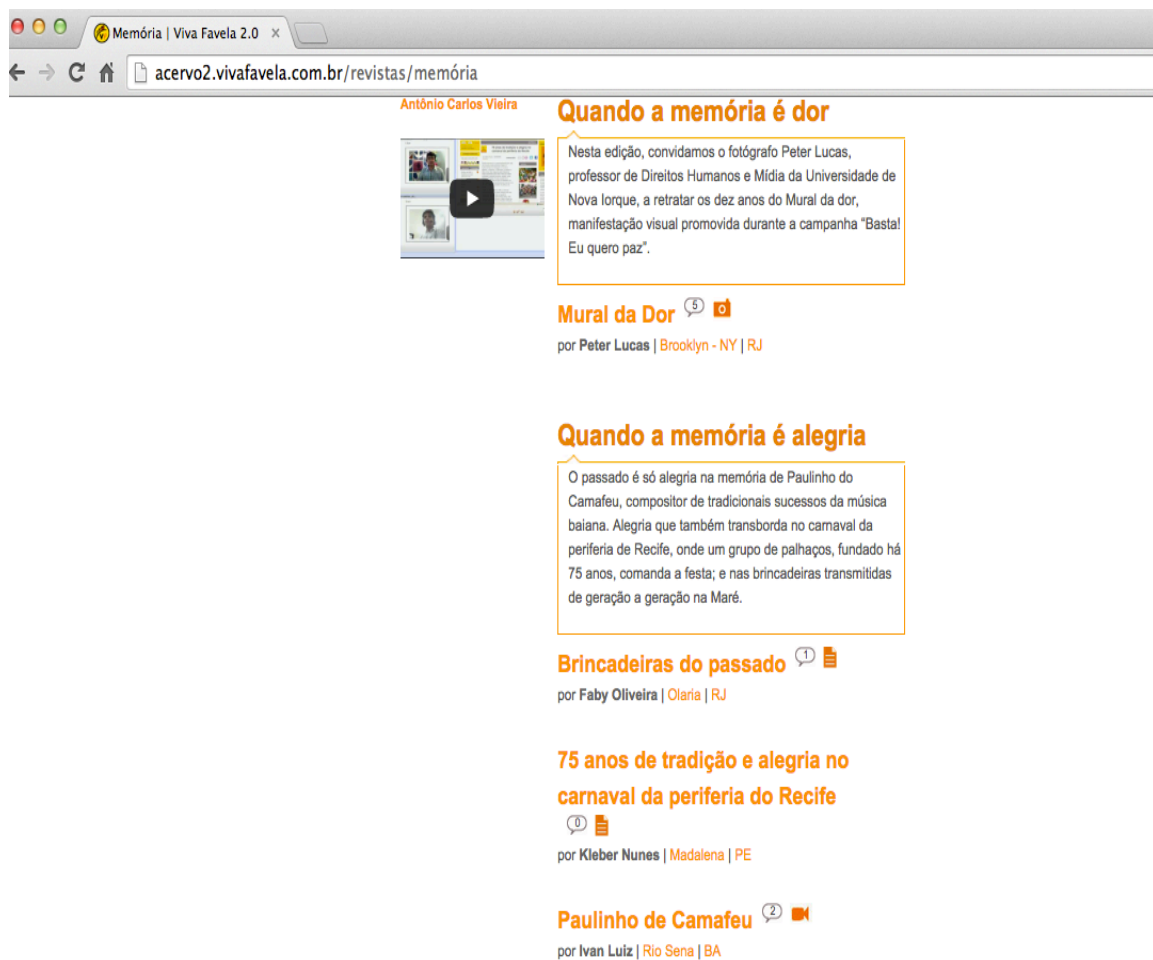 Memória | Viva Favela 2.0
acervo2.vivafavela.com.br/revistas/memória
Antônio Carlos Vieira
Quando a memória é dor
Nesta edição, convidamos o fotógrafo Peter Lucas,
professor de Direitos Humanos e Mídia da Universidade de
Nova Iorque, a retratar os dez anos do Mural da dor,
manifestação visual promovida durante a campanha “Basta!
Eu quero paz”.
Mural da Dor 5
por Peter Lucas | Brooklyn - NY | RJ
Quando a memória é alegria
O passado é só alegria na memória de Paulinho do
Camafeu, compositor de tradicionais sucessos da música
baiana. Alegria que também transborda no carnaval da
periferia de Recife, onde um grupo de palhaços, fundado há
75 anos, comanda a festa; e nas brincadeiras transmitidas
de geração a geração na Maré.
Brincadeiras do passado 1
por Faby Oliveira | Olaria | RJ
75 anos de tradição e alegria no
carnaval da periferia do Recife
0
por Kleber Nunes | Madalena | PE
Paulinho de Camafeu 2
por Ivan Luiz | Rio Sena | BA